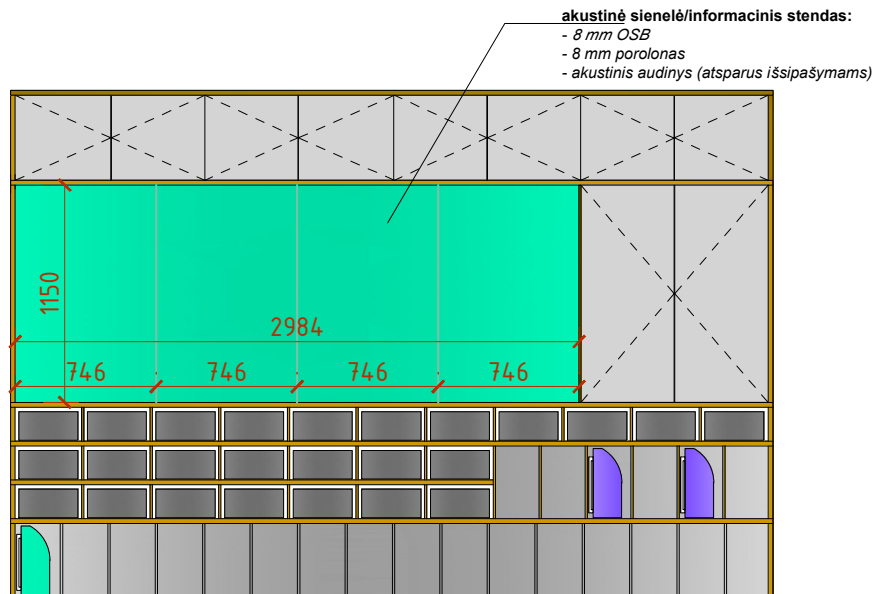 akustinė sienelė/informacinis stendas:
- 8 mm OSB
- 8 mm porolonas
- akustinis audinys (atsparus išsipašymams)
1150
2984
746 746 746 746